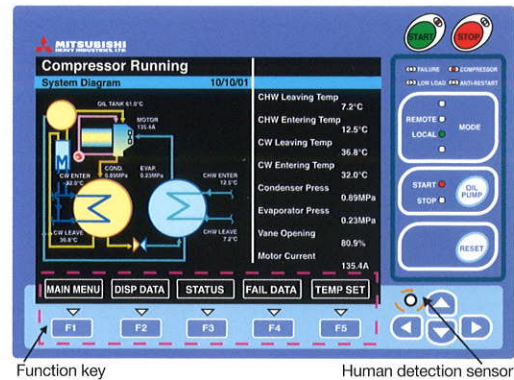 MITSUBISHI
HEAVY INDUSTRIES, LTD
START
STOP
Compressor Running
System Diagram 10/10/01
OIL TANK 61.0°C
MOTOR
135.4A
COND.
0.89MPa
EVAP.
0.23MPa
CW ENTER
32.0°C
CHW ENTER
12.5°C
CW LEAVE
36.8°C
CHW LEAVE
7.2°C
M
CHW Leaving Temp
7.2°C
CHW Entering Temp
12.5°C
CW Leaving Temp
36.8°C
CW Entering Temp
32.0°C
Condenser Press
0.89MPa
Evaporator Press
0.23MPa
Vane Opening
80.9%
Motor Current
135.4A
FAILURE COMPRESSOR
LOW LOAD ANTI-RESTART
REMOTE
LOCAL
MODE
START
STOP
OIL PUMP
RESET
MAIN MENU DISP DATA STATUS FAIL DATA TEMP SET
F1 F2 F3 F4 F5
Function key
Human detection sensor